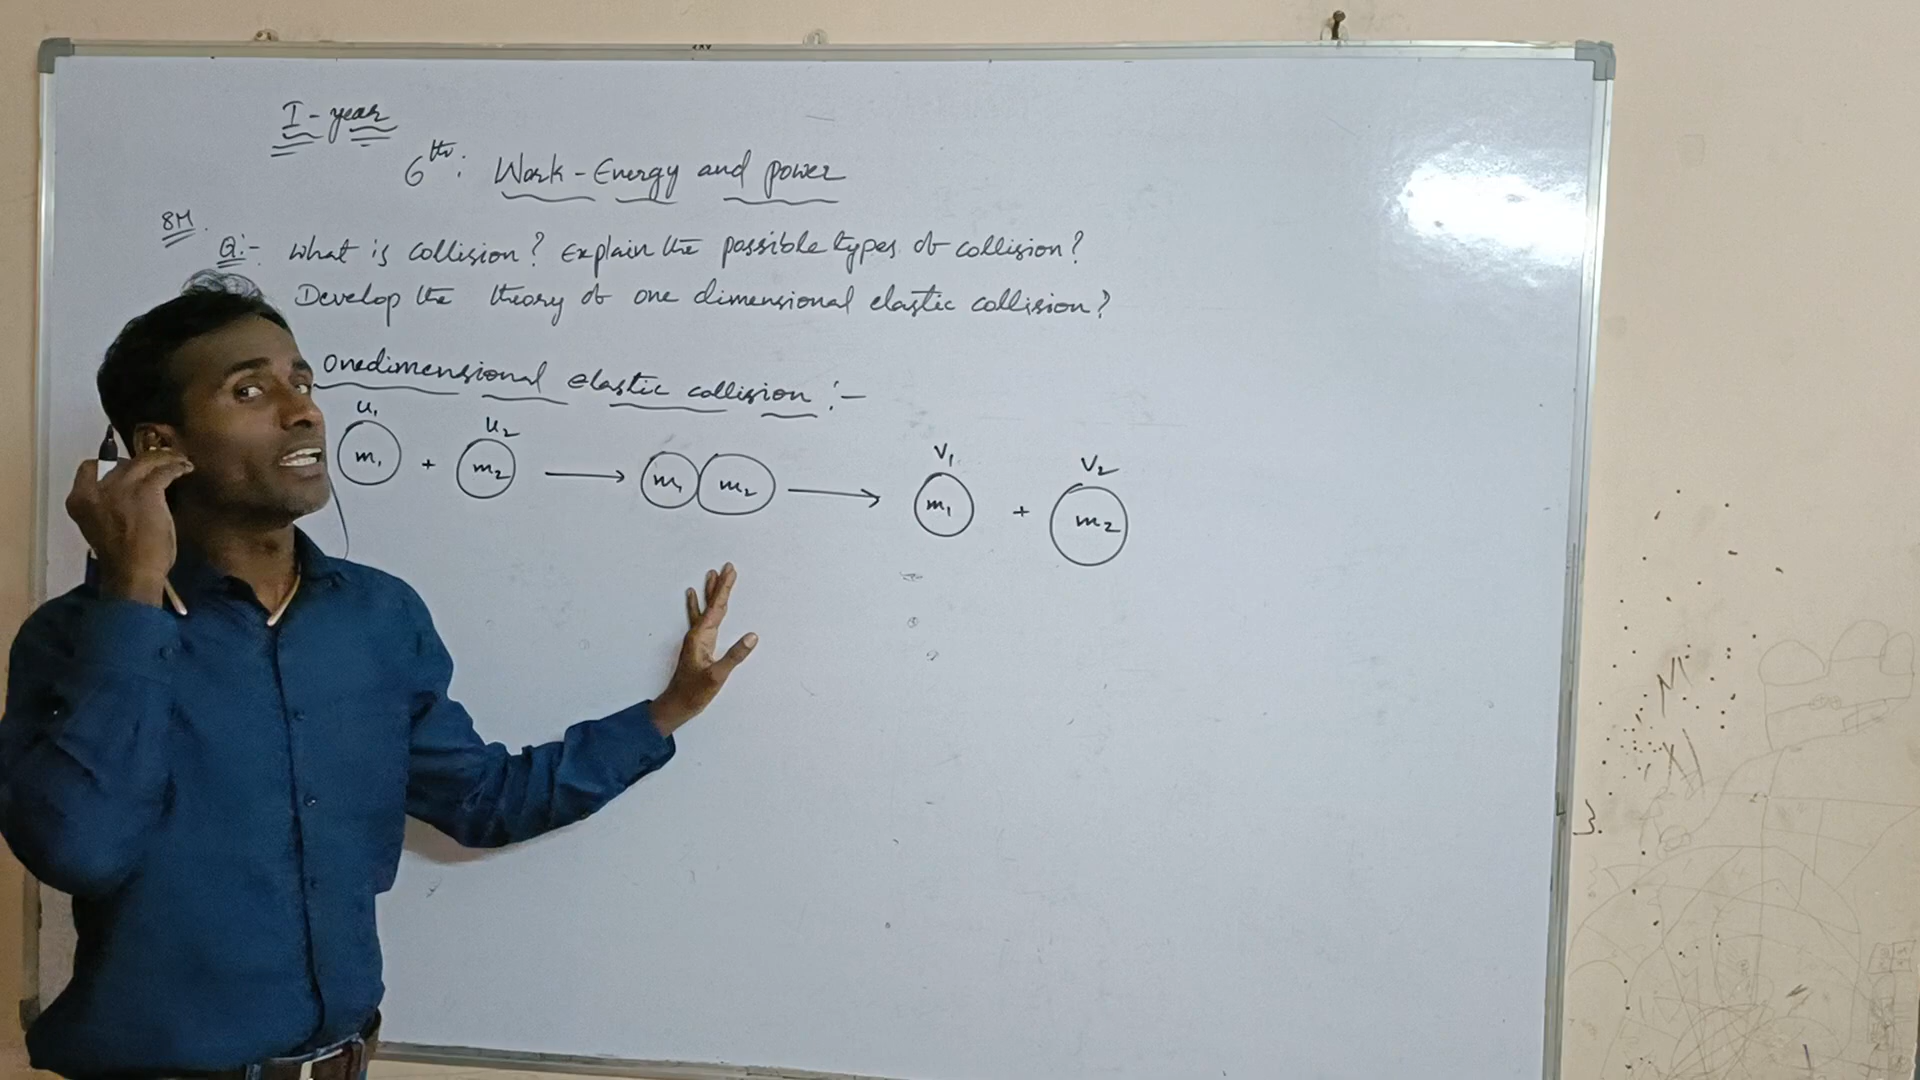 I-year
6th: Work-Energy and power
8M.
Q:- What is collision? Explain the possible types of collision?
Develop the theory of one dimensional elastic collision?
Onedimensional elastic collision :-
u₁ u₂ V₁ V₂
m₁ + m₂ → m₁ m₂ → m₁ + m₂